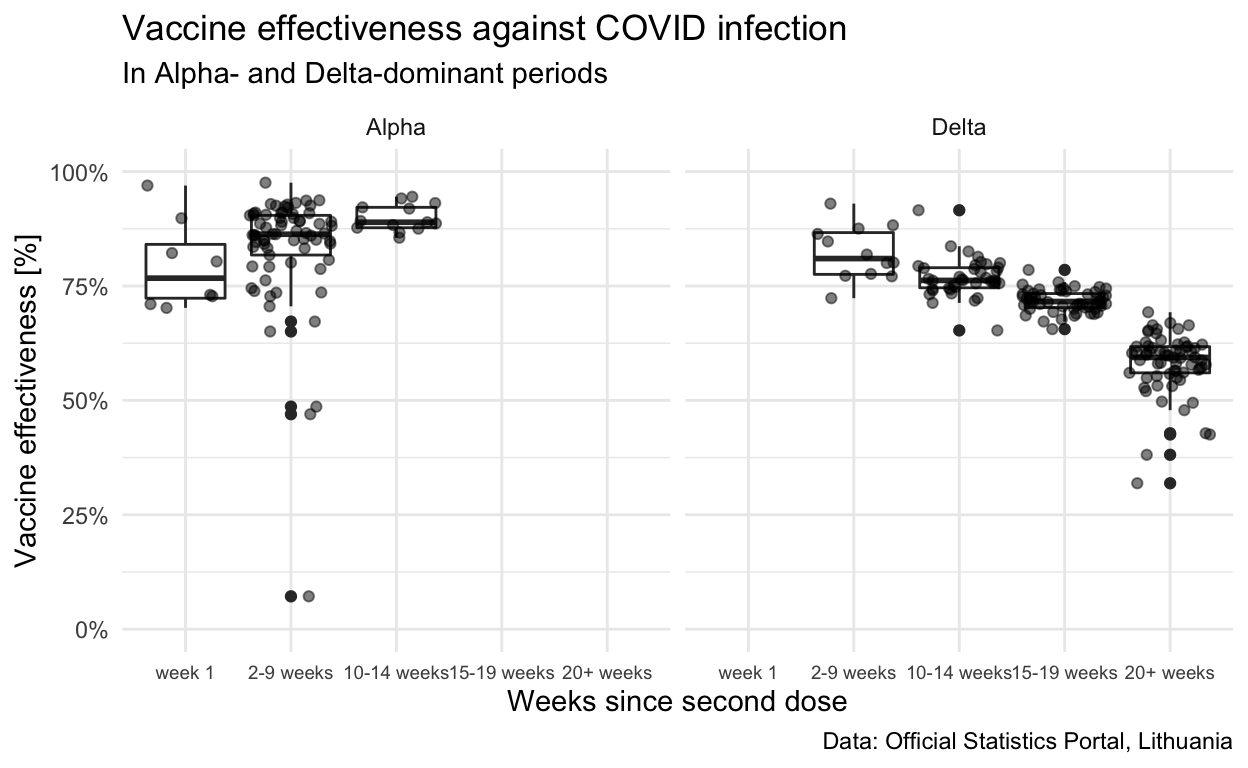 Vaccine effectiveness against COVID infection
In Alpha- and Delta-dominant periods
Alpha
Delta
Vaccine effectiveness [%]
100%
75%
50%
25%
0%
week 1 2-9 weeks 10-14 weeks 15-19 weeks 20+ weeks
week 1 2-9 weeks 10-14 weeks 15-19 weeks 20+ weeks
Weeks since second dose
Data: Official Statistics Portal, Lithuania